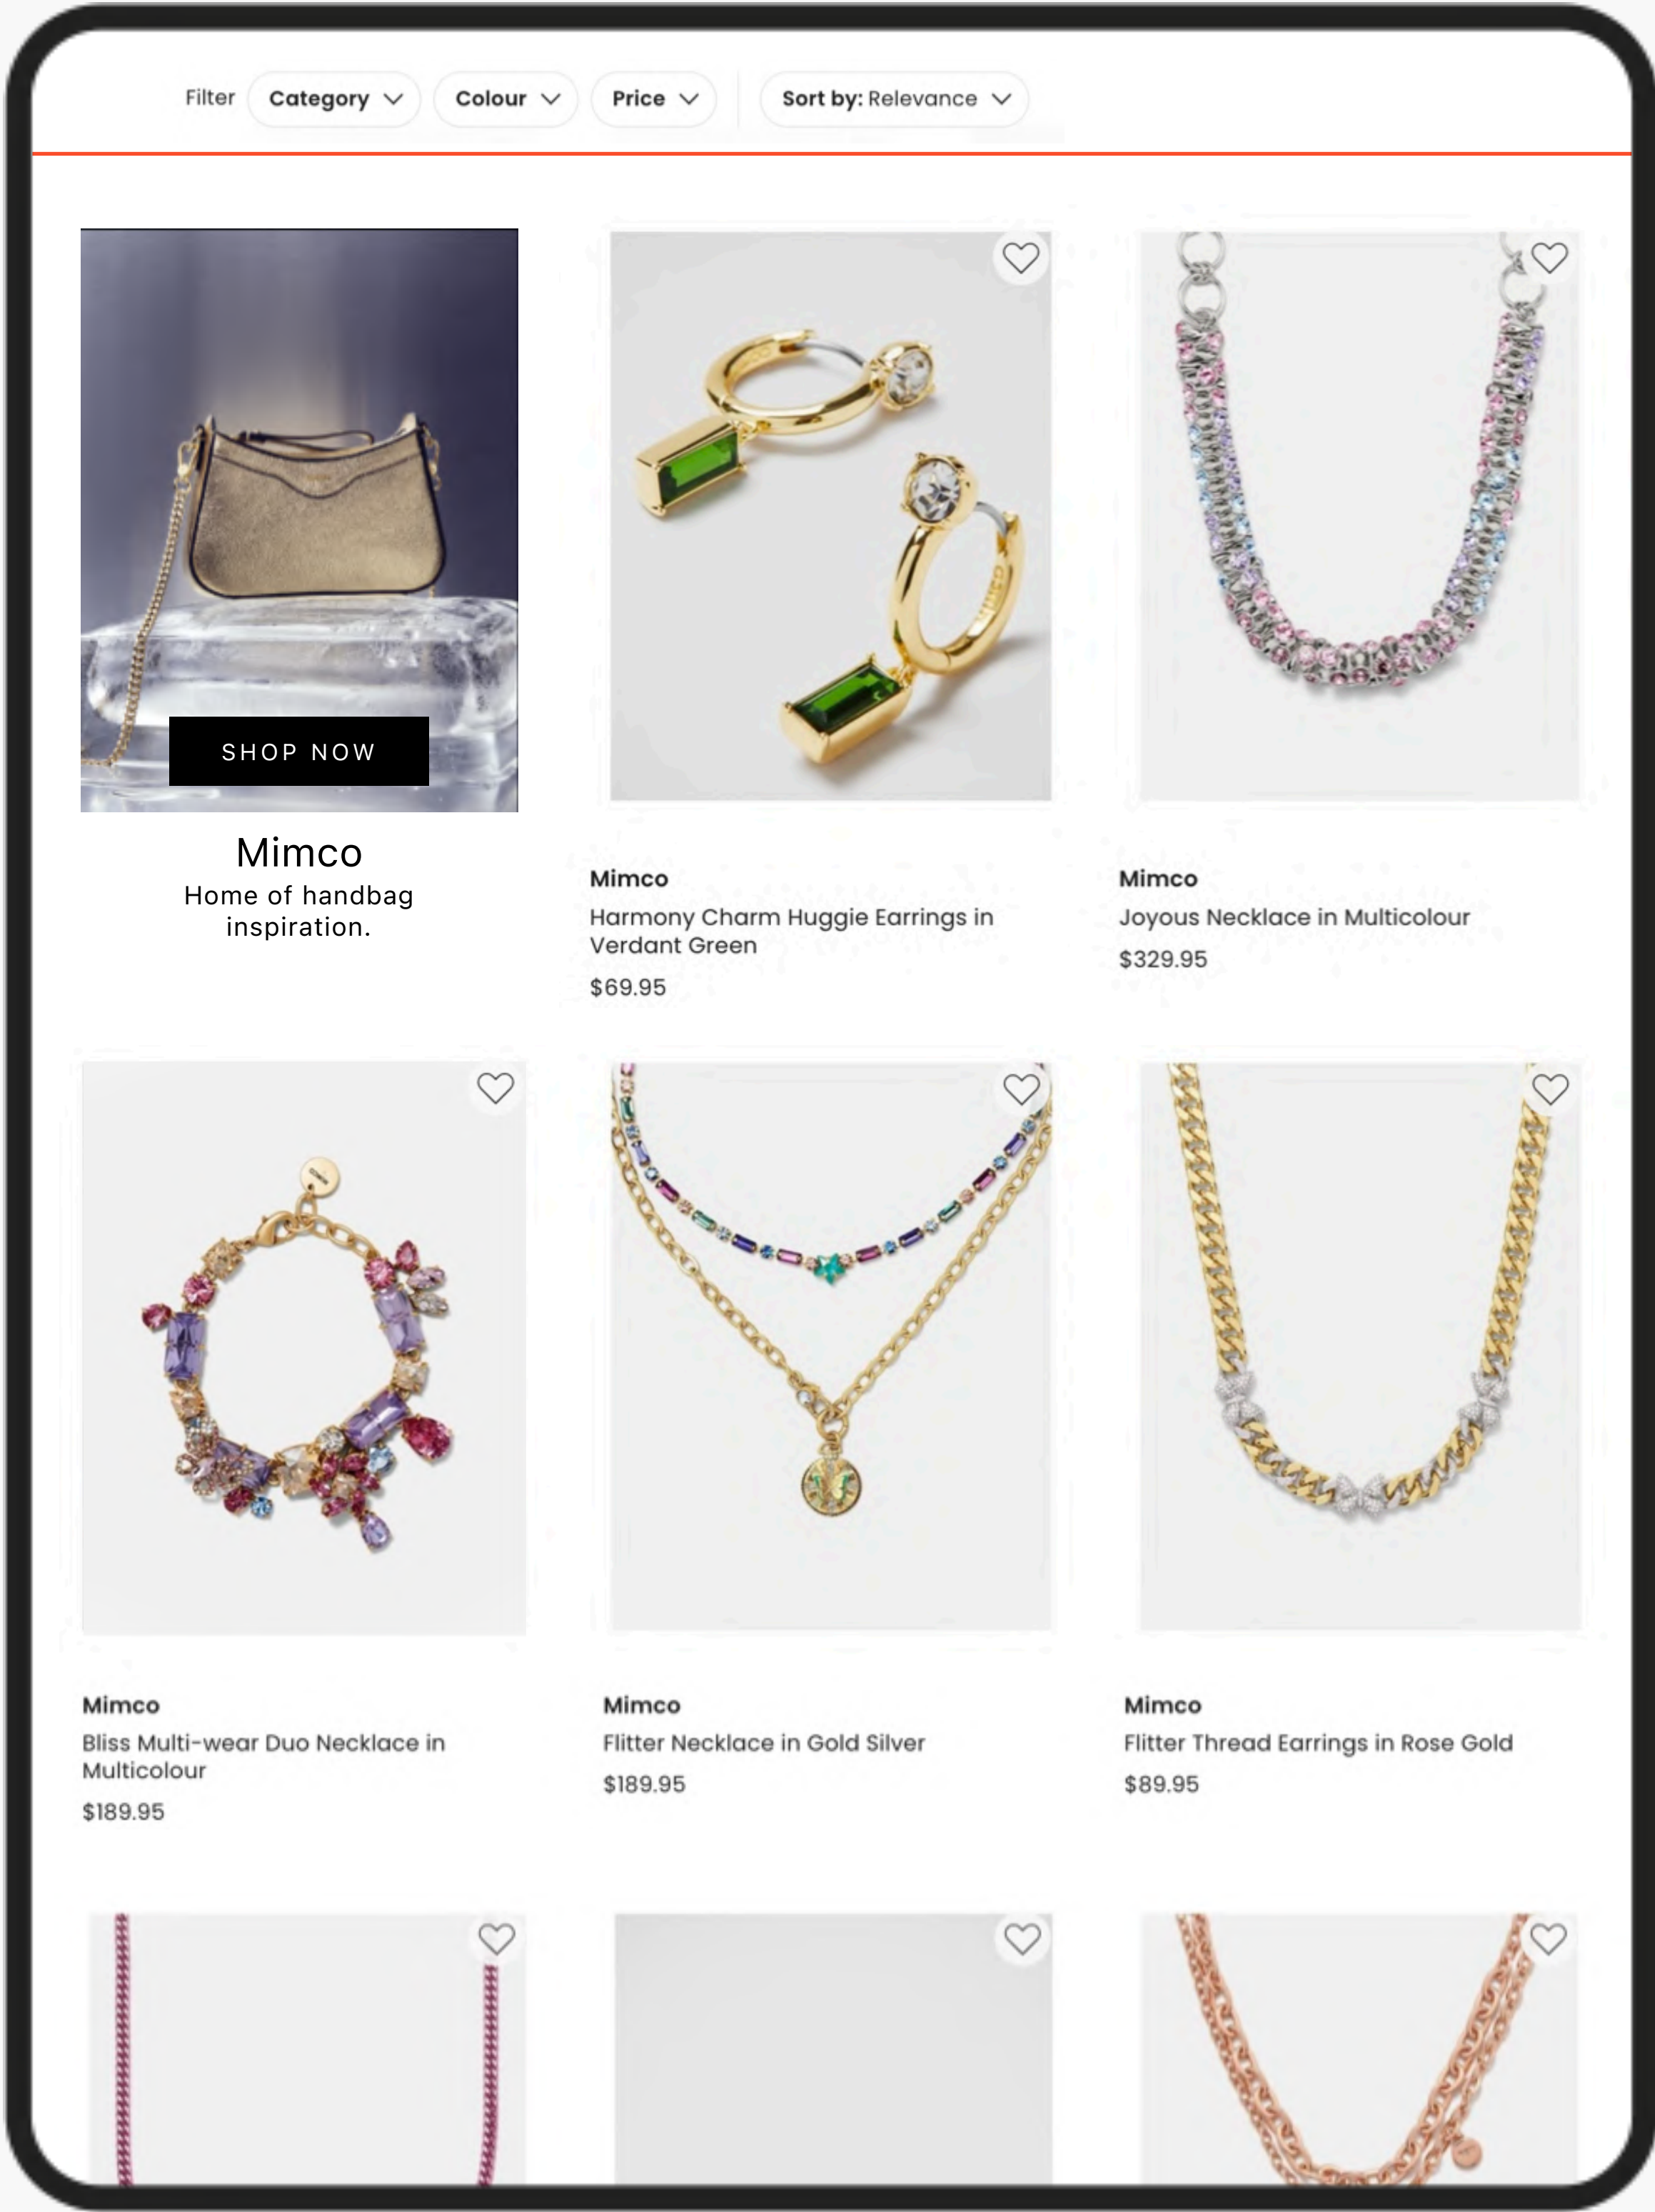 Filter Category Colour Price Sort by: Relevance
SHOP NOW
Mimco
Home of handbag
inspiration.
Mimco
Harmony Charm Huggie Earrings in
Verdant Green
$69.95
Mimco
Joyous Necklace in Multicolour
$329.95
Mimco
Bliss Multi-wear Duo Necklace in
Multicolour
$189.95
Mimco
Flitter Necklace in Gold Silver
$189.95
Mimco
Flitter Thread Earrings in Rose Gold
$89.95